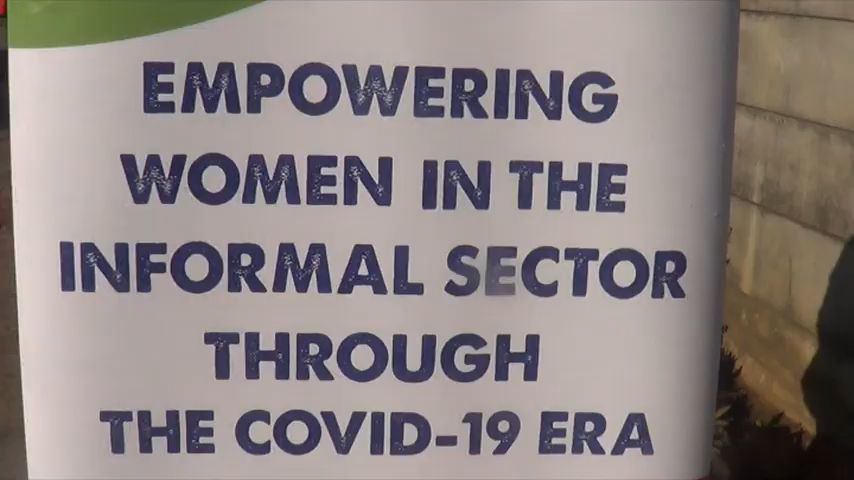 EMPOWERING
WOMEN IN THE
INFORMAL SECTOR
THROUGH
THE COVID-19 ERA